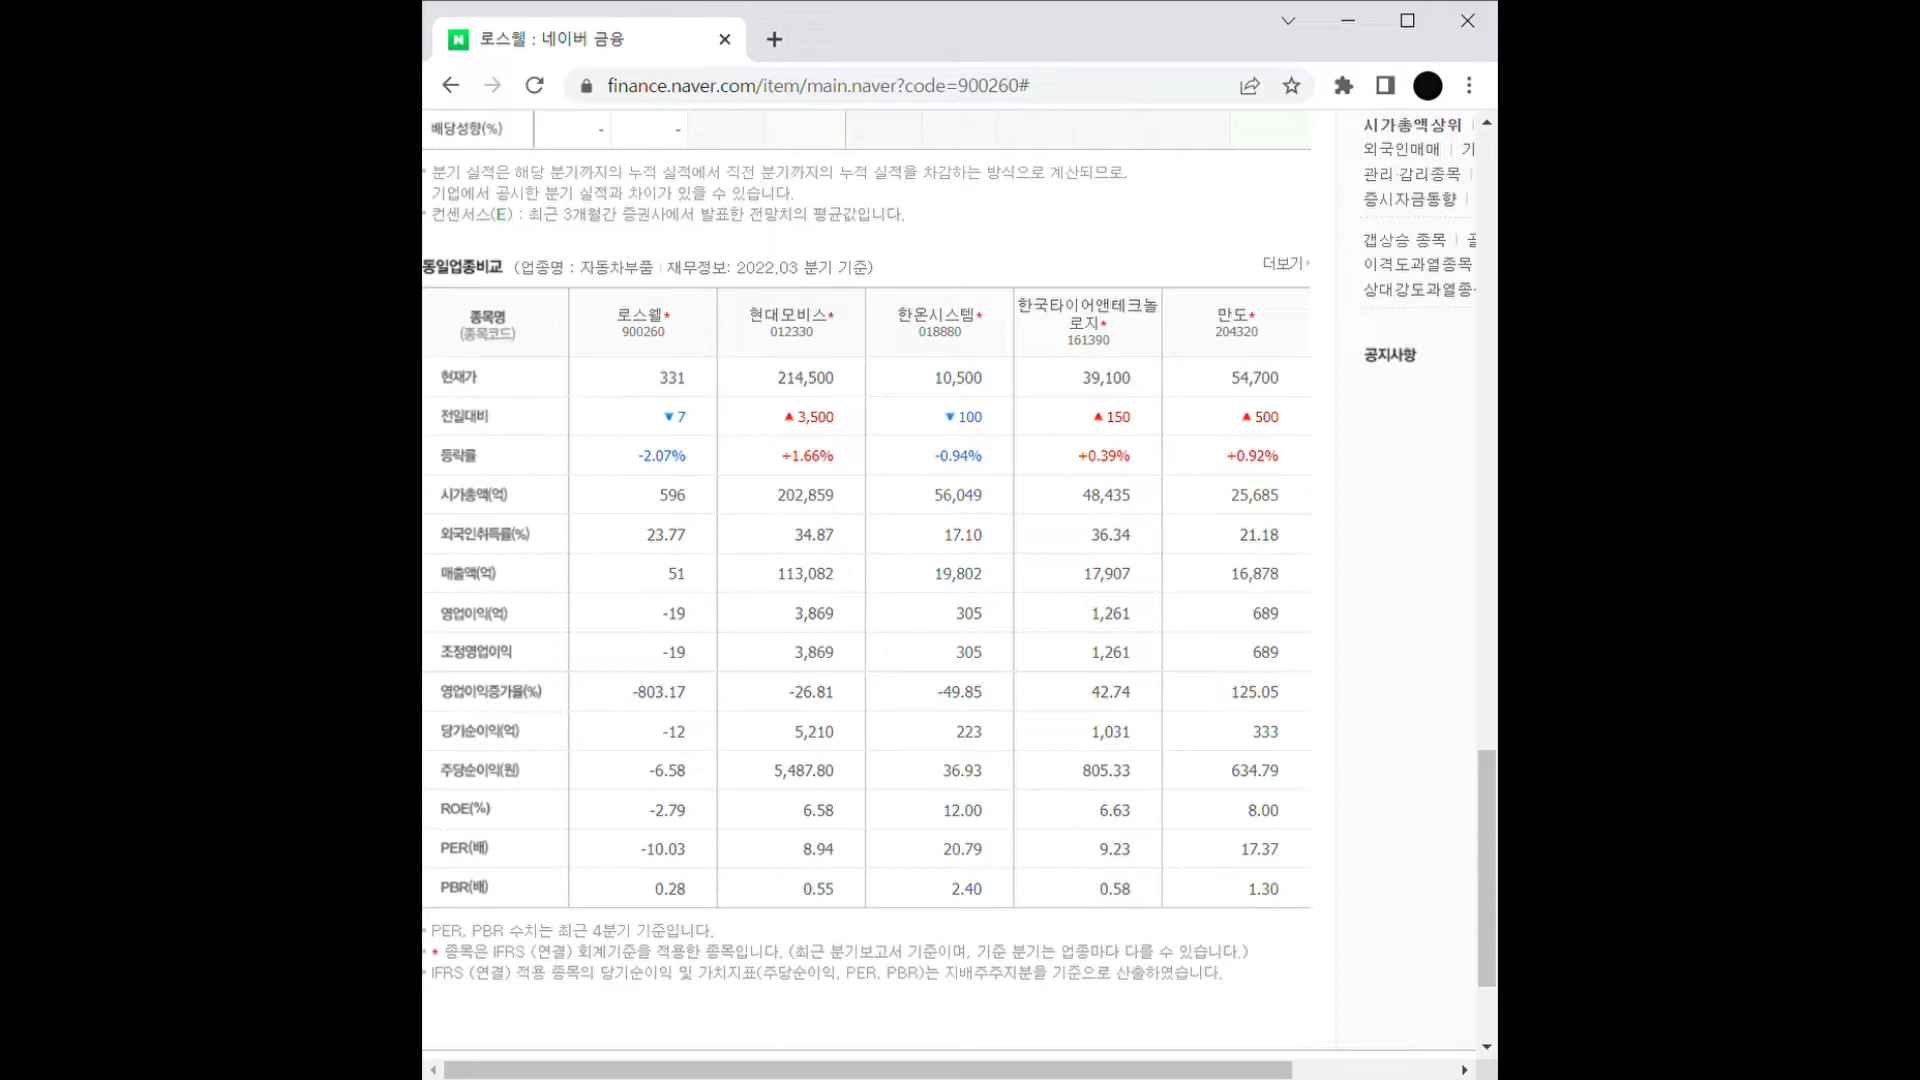 로스웰 : 네이버 금융
finance.naver.com/item/main.naver?code=900260#
배당성향(%) - -
분기 실적은 해당 분기까지의 누적 실적에서 직전 분기까지의 누적 실적을 차감하는 방식으로 계산되므로,
기업에서 공시한 분기 실적과 차이가 있을 수 있습니다.
컨센서스(E) : 최근 3개월간 증권사에서 발표한 전망치의 평균값입니다.
동일업종비교 (업종명 : 자동차부품 | 재무정보: 2022.03 분기 기준) 더보기
종목명 (종목코드) 로스웰* 900260 현대모비스* 012330 한온시스템* 018880 한국타이어앤테크놀로지* 161390 만도* 204320
현재가 331 214,500 10,500 39,100 54,700
전일대비 ▼7 ▲3,500 ▼100 ▲150 ▲500
등락률 -2.07% +1.66% -0.94% +0.39% +0.92%
시가총액(억) 596 202,859 56,049 48,435 25,685
외국인취득률(%) 23.77 34.87 17.10 36.34 21.18
매출액(억) 51 113,082 19,802 17,907 16,878
영업이익(억) -19 3,869 305 1,261 689
조정영업이익 -19 3,869 305 1,261 689
영업이익증가율(%) -803.17 -26.81 -49.85 42.74 125.05
당기순이익(억) -12 5,210 223 1,031 333
주당순이익(원) -6.58 5,487.80 36.93 805.33 634.79
ROE(%) -2.79 6.58 12.00 6.63 8.00
PER(배) -10.03 8.94 20.79 9.23 17.37
PBR(배) 0.28 0.55 2.40 0.58 1.30
PER, PBR 수치는 최근 4분기 기준입니다.
* 종목은 IFRS (연결) 회계기준을 적용한 종목입니다. (최근 분기보고서 기준이며, 기준 분기는 업종마다 다를 수 있습니다.)
IFRS (연결) 적용 종목의 당기순이익 및 가치지표(주당순이익, PER, PBR)는 지배주주지분을 기준으로 산출하였습니다.
시가총액상위
외국인매매 | 기
관리·감리종목
증시자금동향
갭상승 종목 | 골
이격도과열종목
상대강도과열종
공지사항